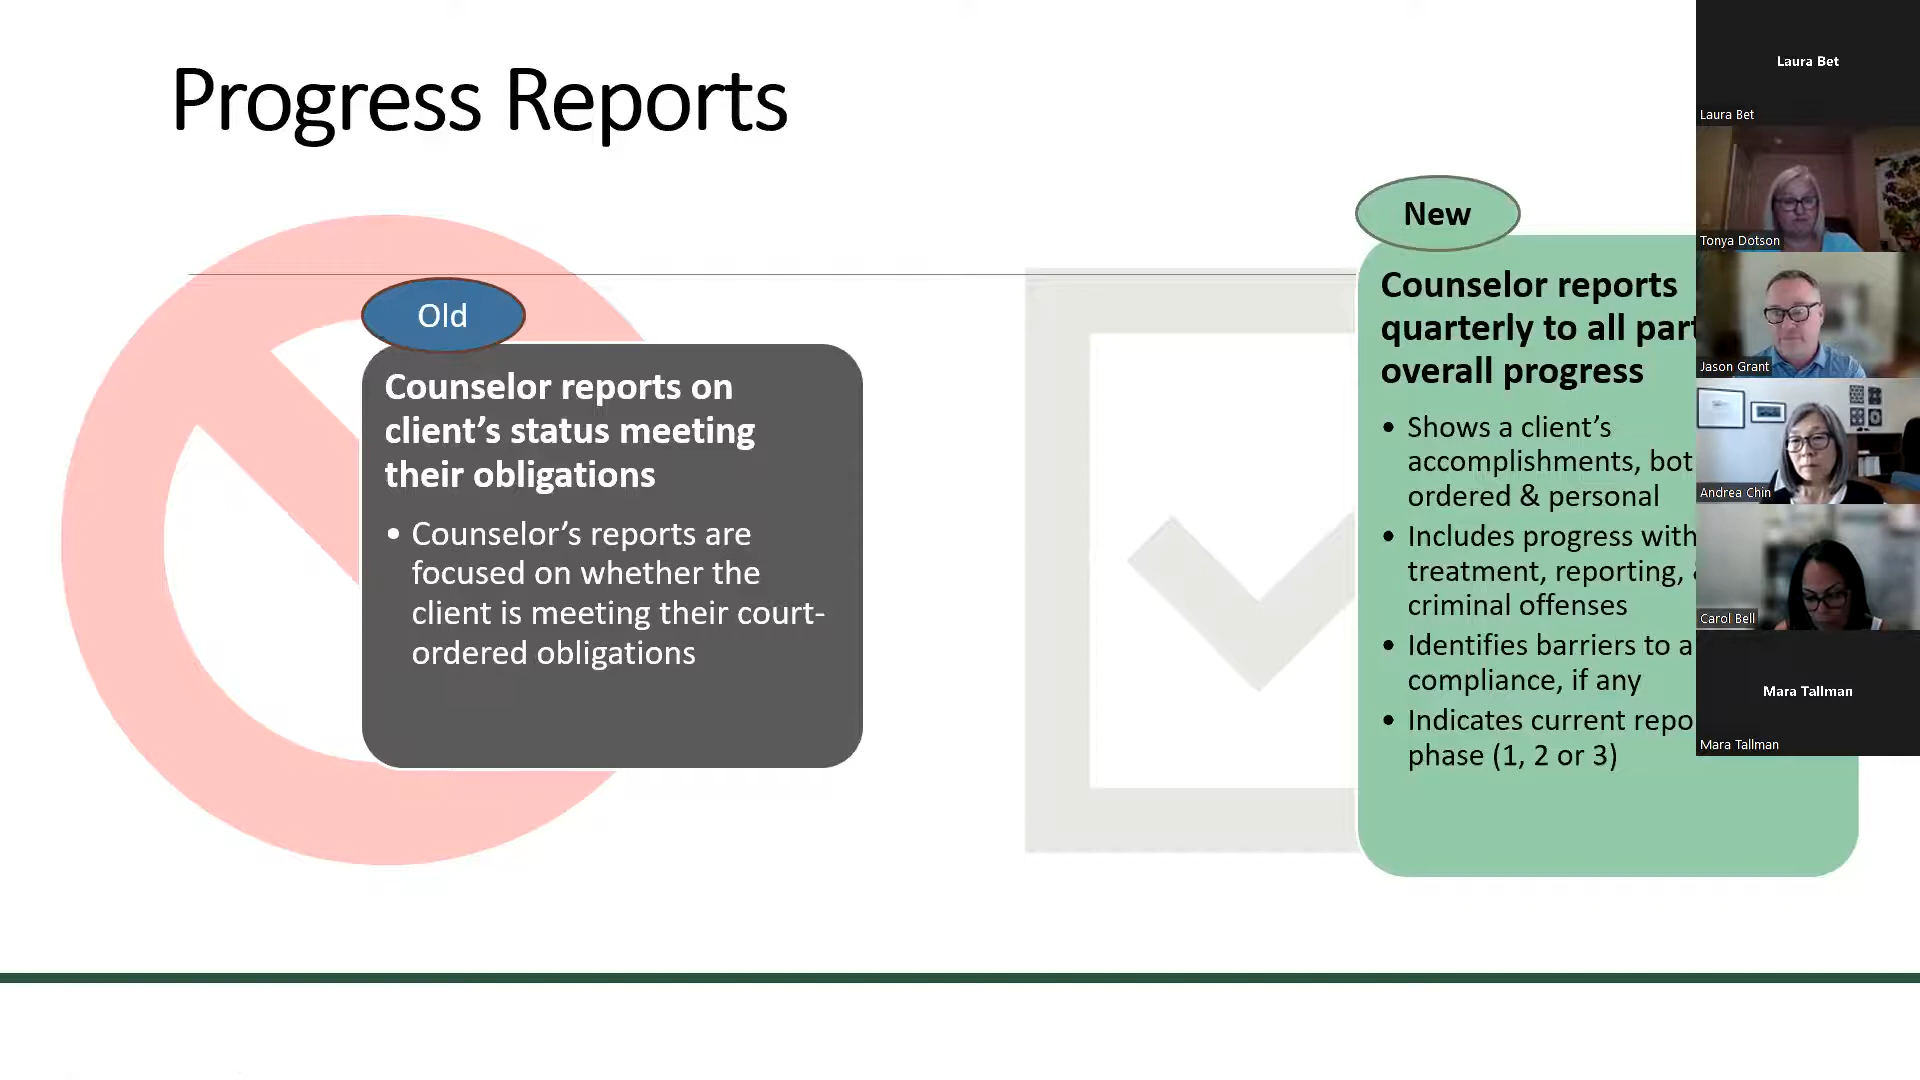 Progress Reports
Old
Counselor reports on
client’s status meeting
their obligations
• Counselor’s reports are
focused on whether the
client is meeting their court-
ordered obligations
New
Counselor reports
quarterly to all
overall progress
• Shows a client’s
accomplishments,
ordered & personal
• Includes progress with
treatment, reporting,
criminal offenses
• Identifies barriers to
compliance, if any
• Indicates current
phase (1, 2 or 3)
Laura Bet
Laura Bet
Tonya Dotson
Jason Grant
Andrea Chin
Carol Bell
Mara Tallman
Mara Tallman